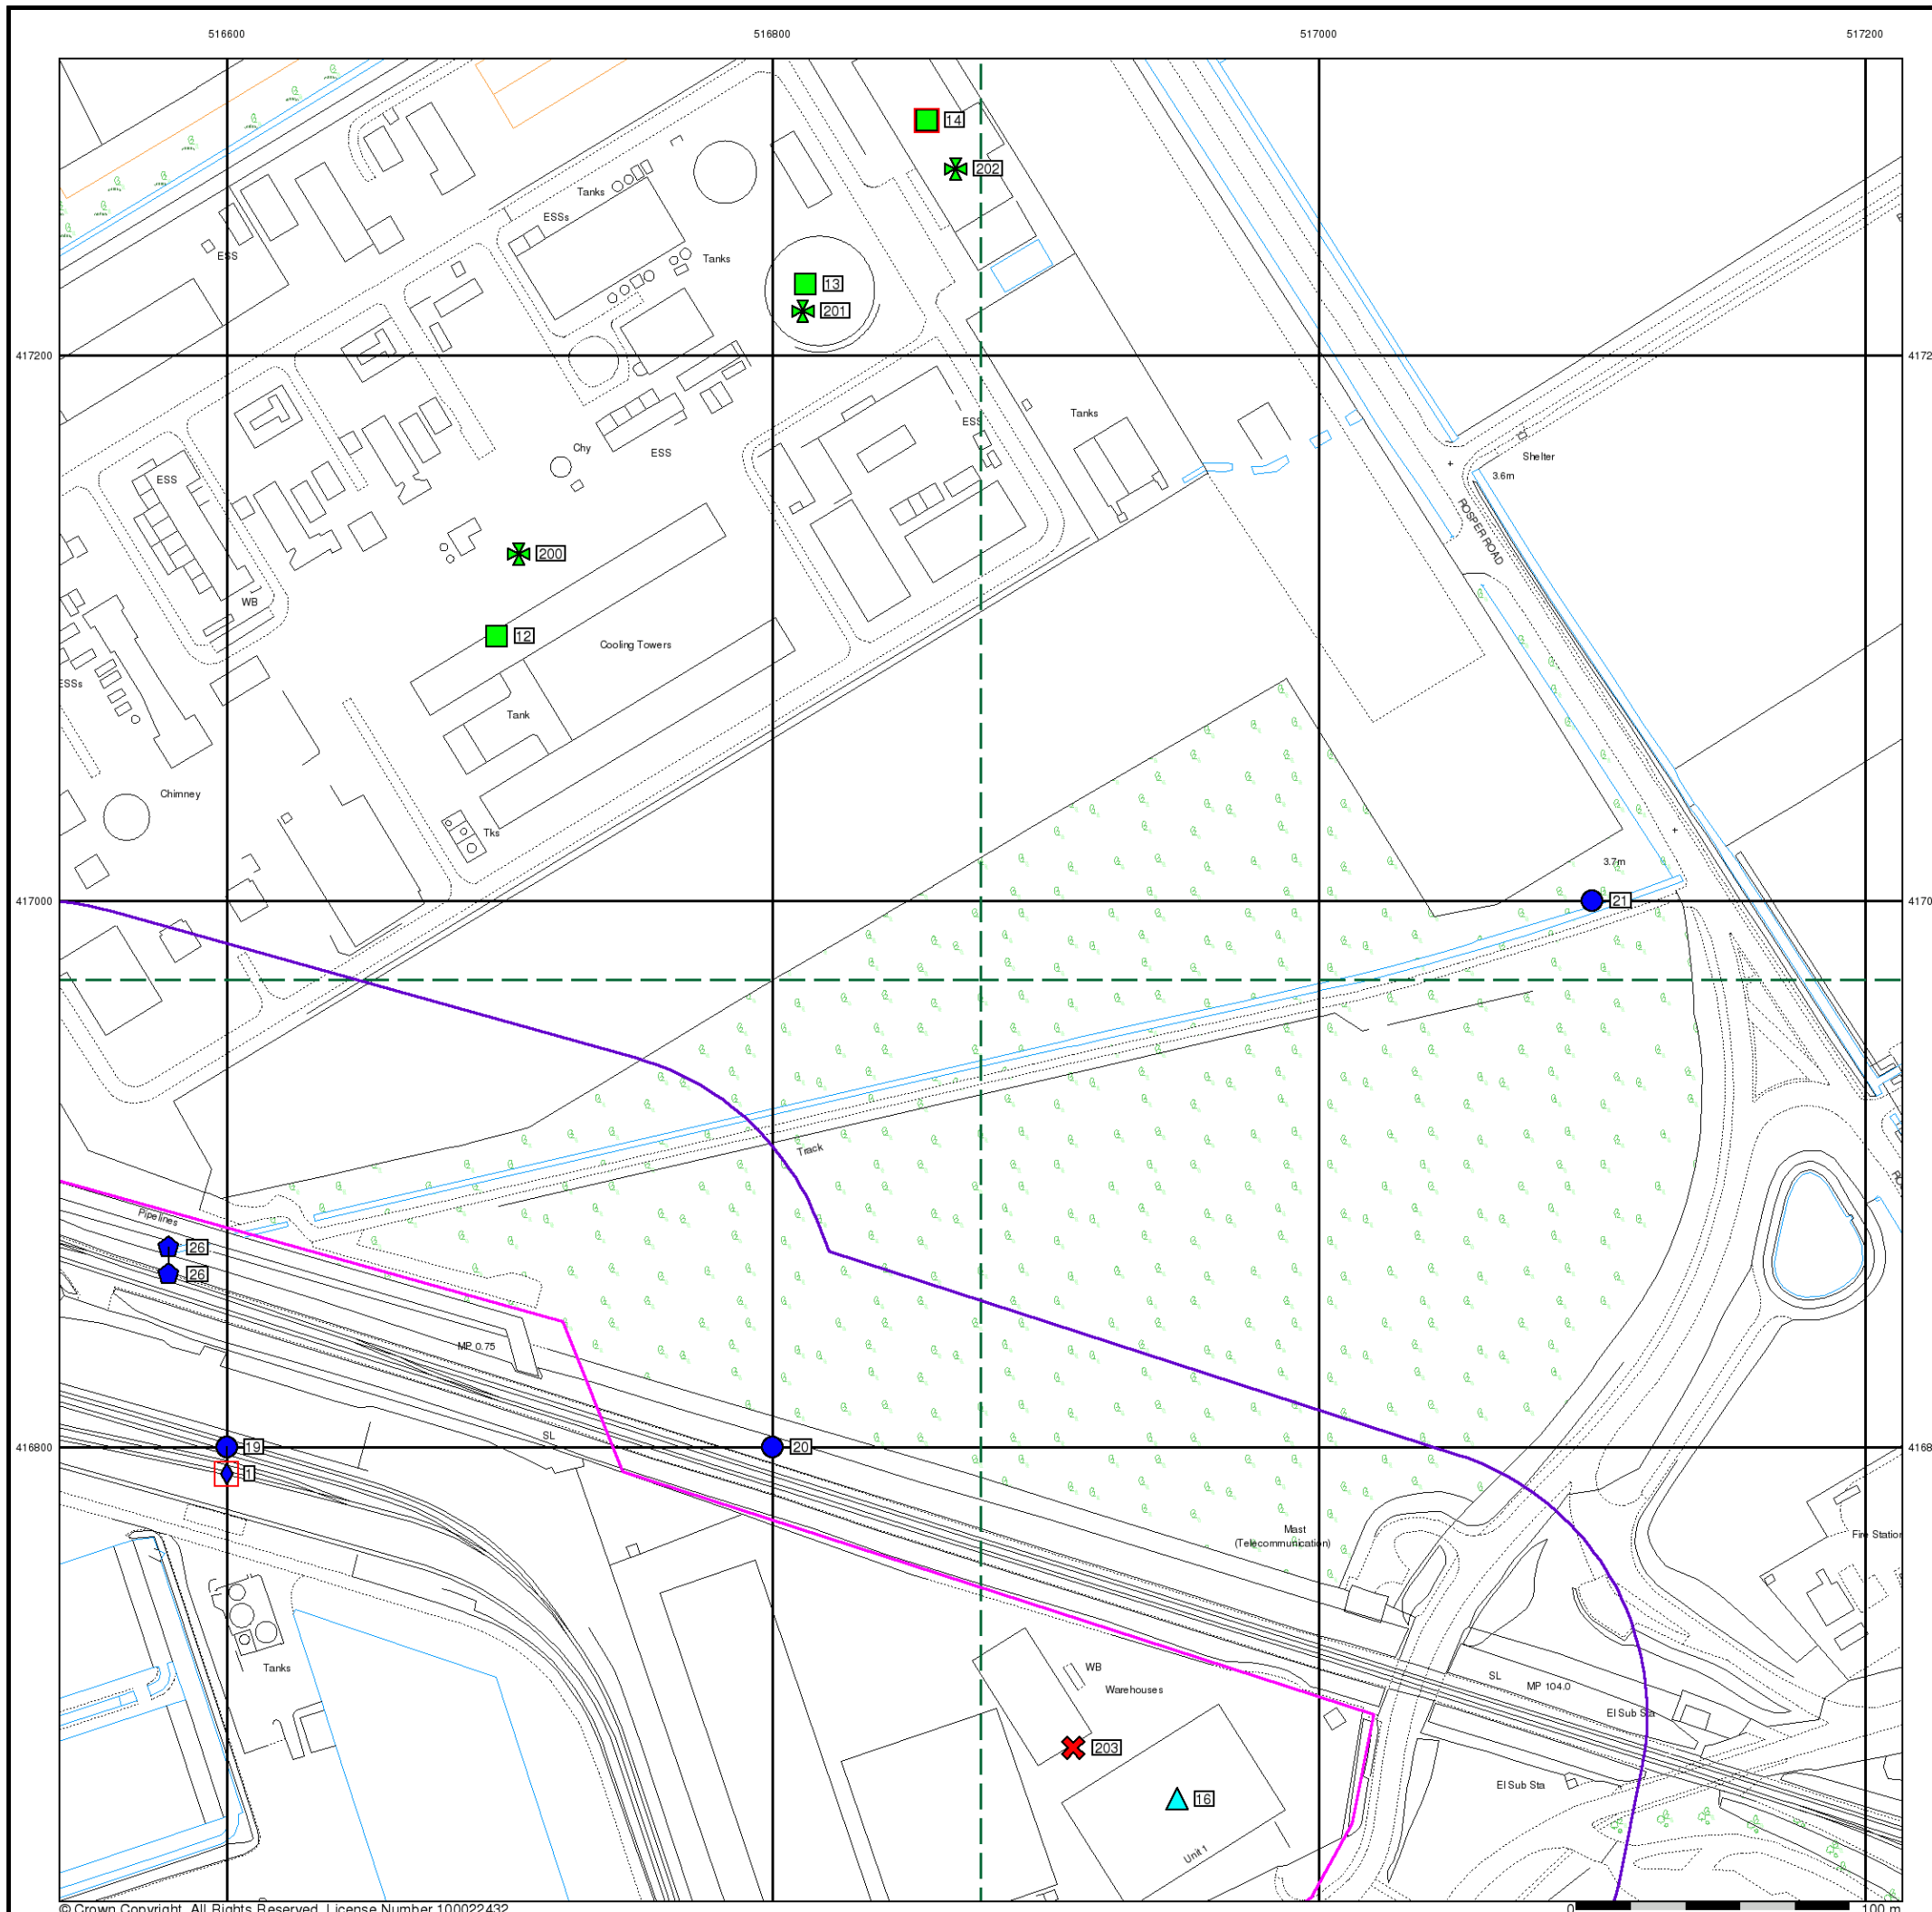 516600
516800
517000
517200
14
202
Tanks
ESSs
ESS
Tanks
13
201
417200
4172
Tanks
ESS
Chy
ESS
Shelter
3.6m
ESS
ROSPER ROAD
200
WB
12
Cooling Towers
ESSs
Tank
Chimney
Tks
3.7m
417000
21
4170
Track
Pipelines
26
26
MP 0.75
SL
416800
19
20
4168
1
Mast
(Telecommunication)
Fire Station
Tanks
WB
Warehouses
SL
MP 104.0
El Sub Sta
203
El Sub Sta
16
Unit 1
© Crown Copyright. All Rights Reserved. License Number 100022432
0
100 m